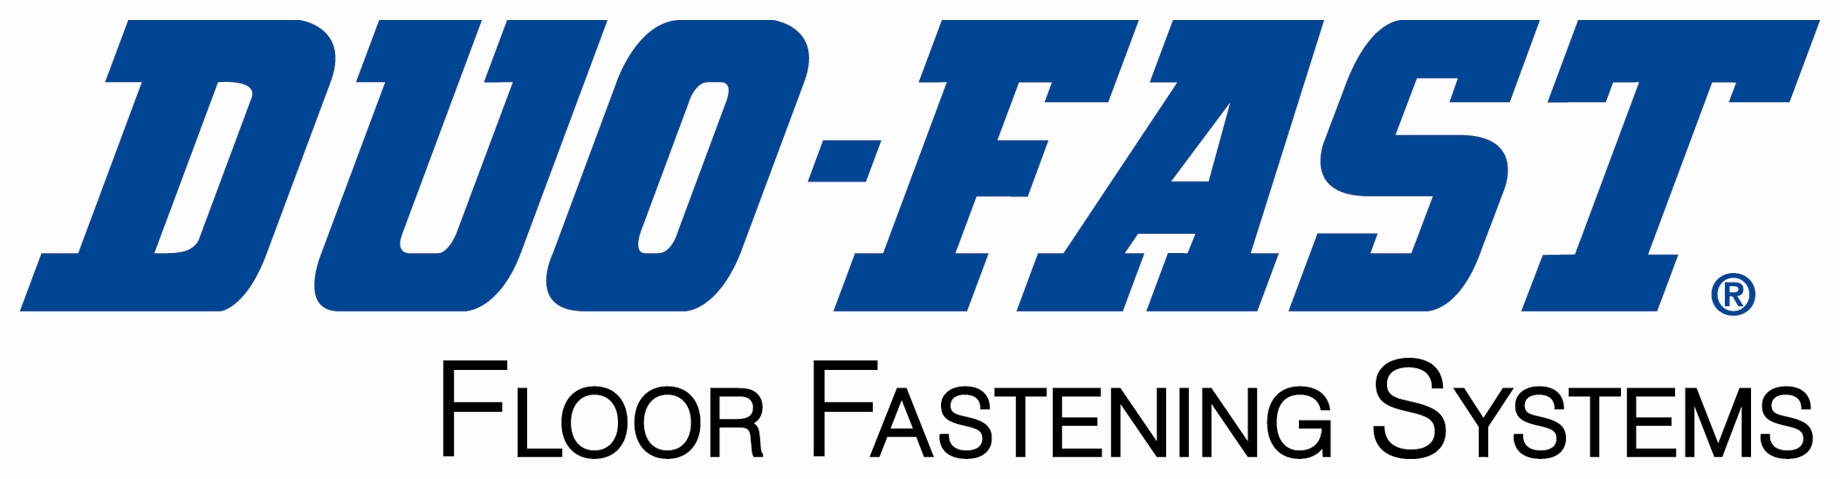 DUO-FAST®
FLOOR FASTENING SYSTEMS